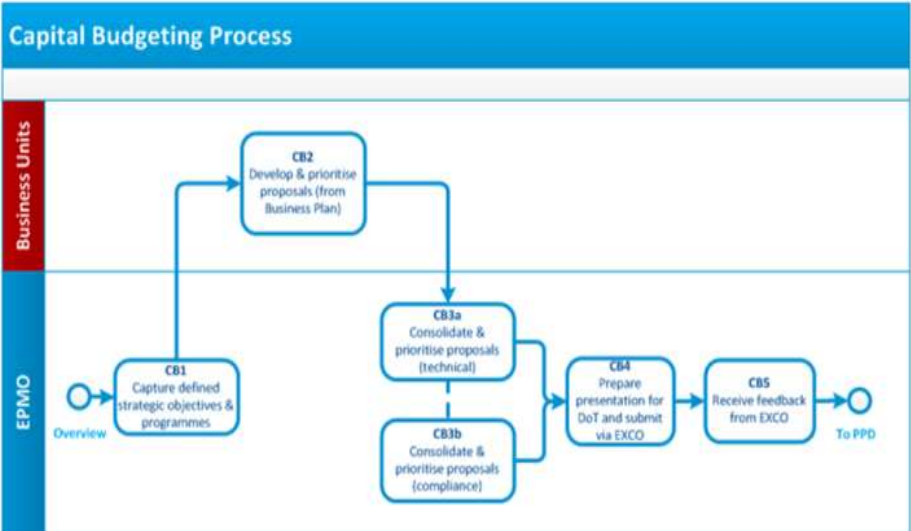 Capital Budgeting Process
Business Units
CB2
Develop & prioritise
proposals (from
Business Plan)
EPMO
Overview
CB1
Capture defined
strategic objectives &
programmes
CB3a
Consolidate &
prioritise proposals
(technical)
CB3b
Consolidate &
prioritise proposals
(compliance)
CB4
Prepare
presentation for
DoT and submit
via EXCO
CB5
Receive feedback
from EXCO
To PPD